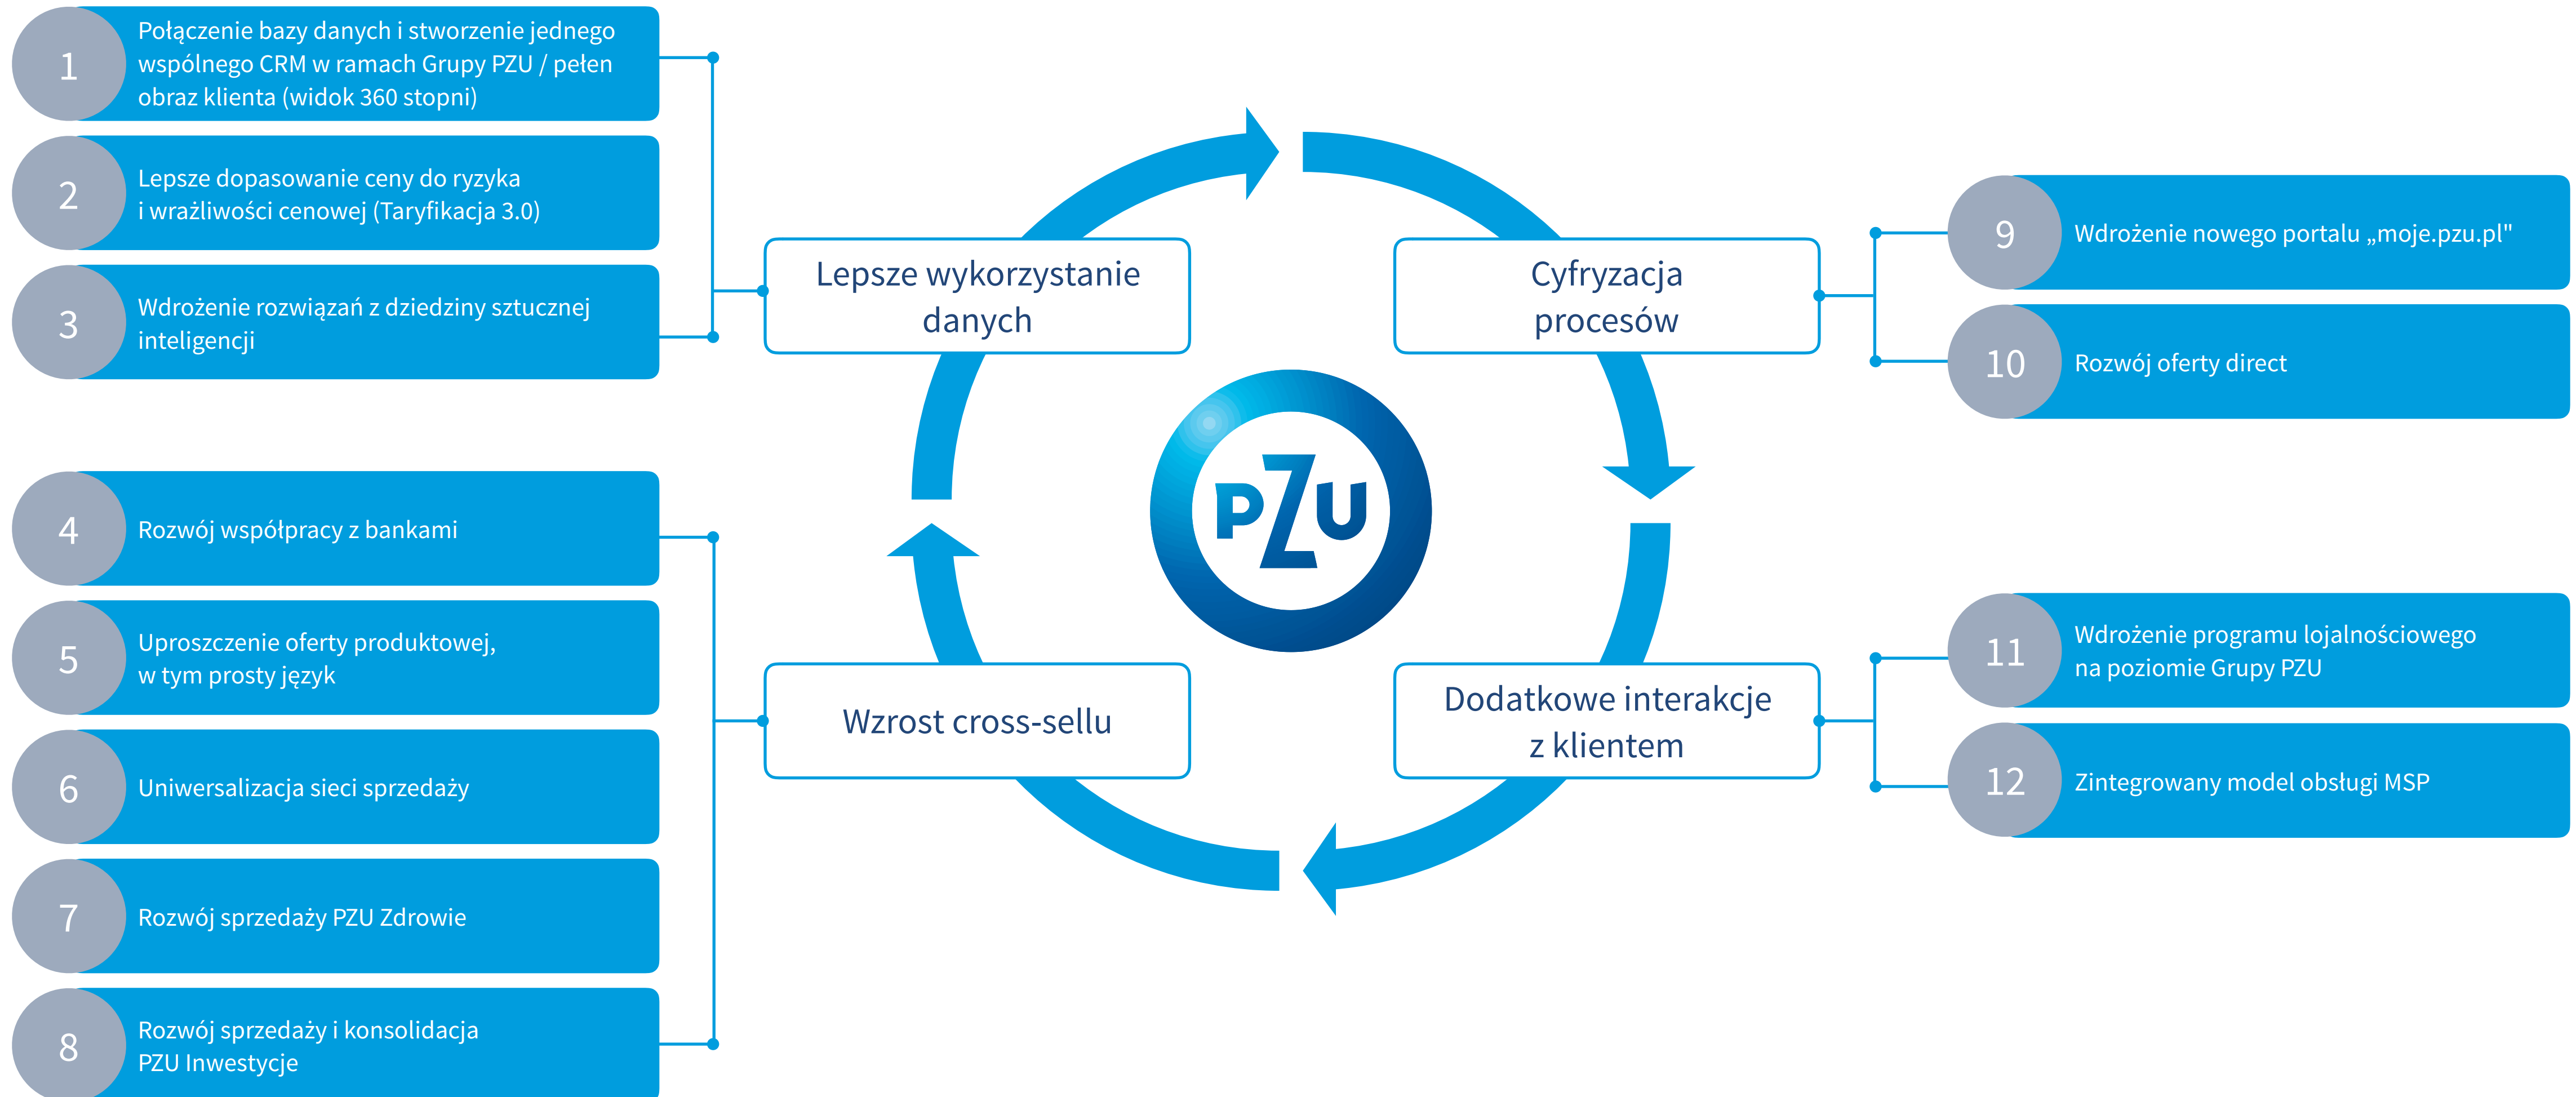 1
Połączenie bazy danych i stworzenie jednego
wspólnego CRM w ramach Grupy PZU / pełen
obraz klienta (widok 360 stopni)
2
Lepsze dopasowanie ceny do ryzyka
i wrażliwości cenowej (Taryfikacja 3.0)
3
Wdrożenie rozwiązań z dziedziny sztucznej
inteligencji
Lepsze wykorzystanie
danych
4
Rozwój współpracy z bankami
5
Uproszczenie oferty produktowej,
w tym prosty język
6
Uniwersalizacja sieci sprzedaży
7
Rozwój sprzedaży PZU Zdrowie
8
Rozwój sprzedaży i konsolidacja
PZU Inwestycje
Wzrost cross-sellu
PZU
Cyfryzacja
procesów
9
Wdrożenie nowego portalu „moje.pzu.pl"
10
Rozwój oferty direct
Dodatkowe interakcje
z klientem
11
Wdrożenie programu lojalnościowego
na poziomie Grupy PZU
12
Zintegrowany model obsługi MSP